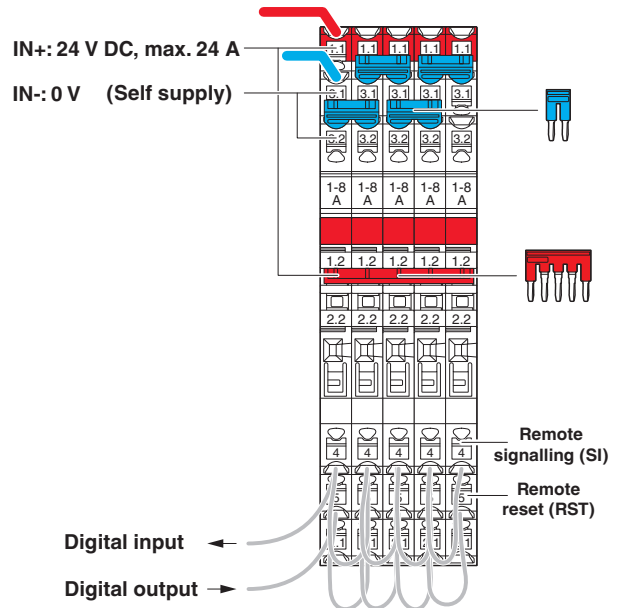 IN+: 24 V DC, max. 24 A
1.1 1.1 1.1 1.1 1.1
IN-: 0 V (Self supply)
3.1 3.1 3.1 3.1 3.1
3.2 3.2 3.2 3.2 3.2
1-8 1-8 1-8 1-8 1-8
A A A A A
1.2 1.2 1.2 1.2 1.2
2.2 2.2 2.2 2.2 2.2
4 4 4 4 4
Remote
signalling (SI)
Remote
reset (RST)
Digital input
Digital output